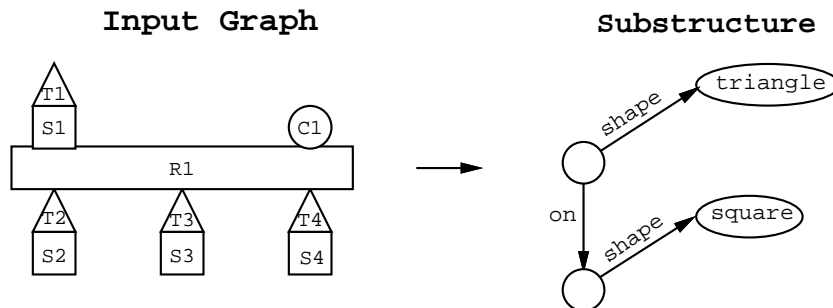 Input Graph
Substructure
T1
S1
C1
R1
T2
T3
T4
S2
S3
S4
shape
triangle
on
shape
square